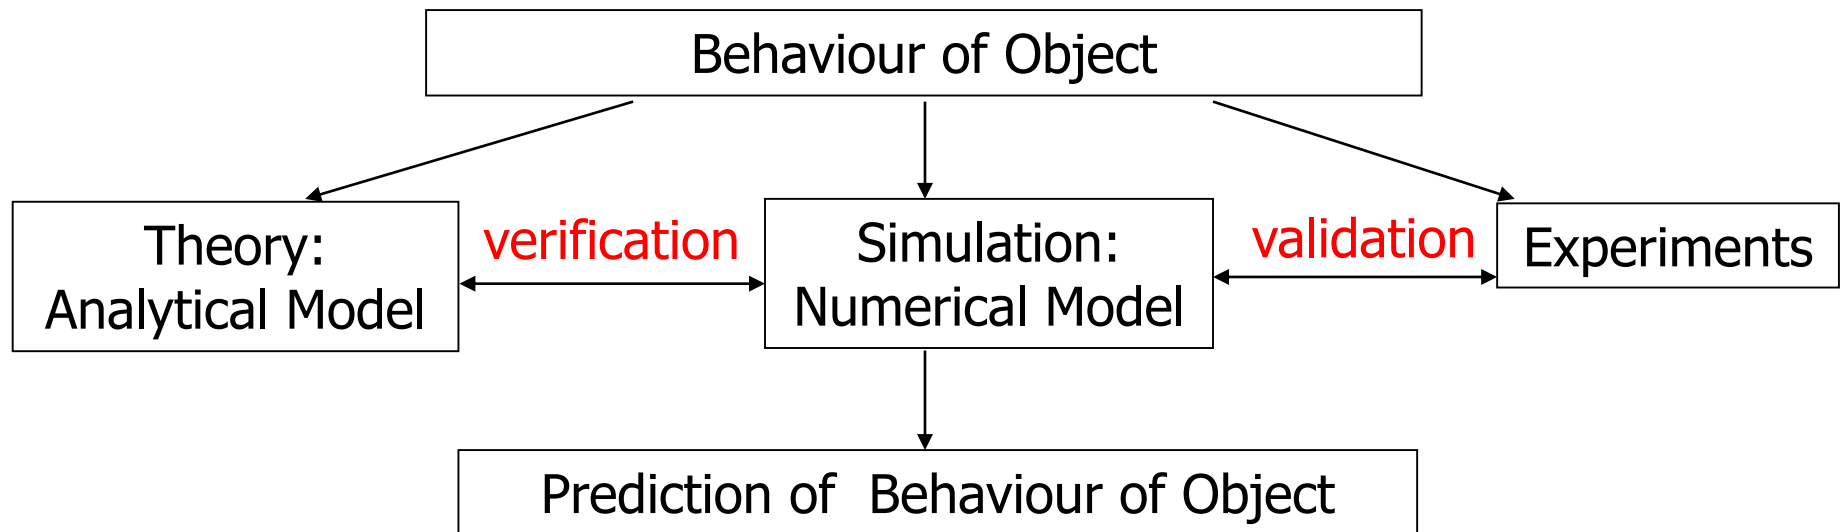 Behaviour of Object
Theory:
Analytical Model
verification
Simulation:
Numerical Model
validation
Experiments
Prediction of Behaviour of Object